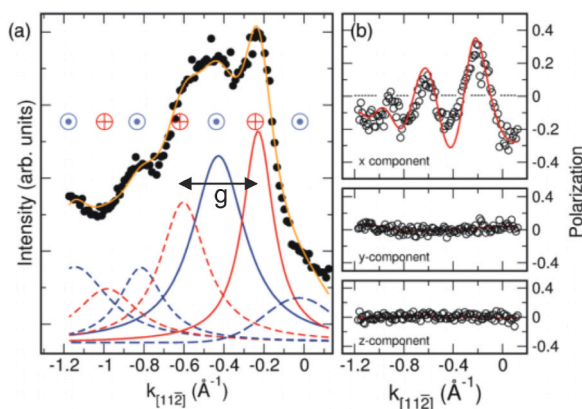 (a)
Intensity (arb. units)
g
-1.2 -1 -0.8 -0.6 -0.4 -0.2 0
k[112̅] (Å⁻¹)
(b)
0.4
0.2
0
-0.2
-0.4
x component
0.4
0
-0.4
y-component
0.4
0
-0.4
z-component
-1.2 -0.8 -0.4 0
k[112̅] (Å⁻¹)
Polarization